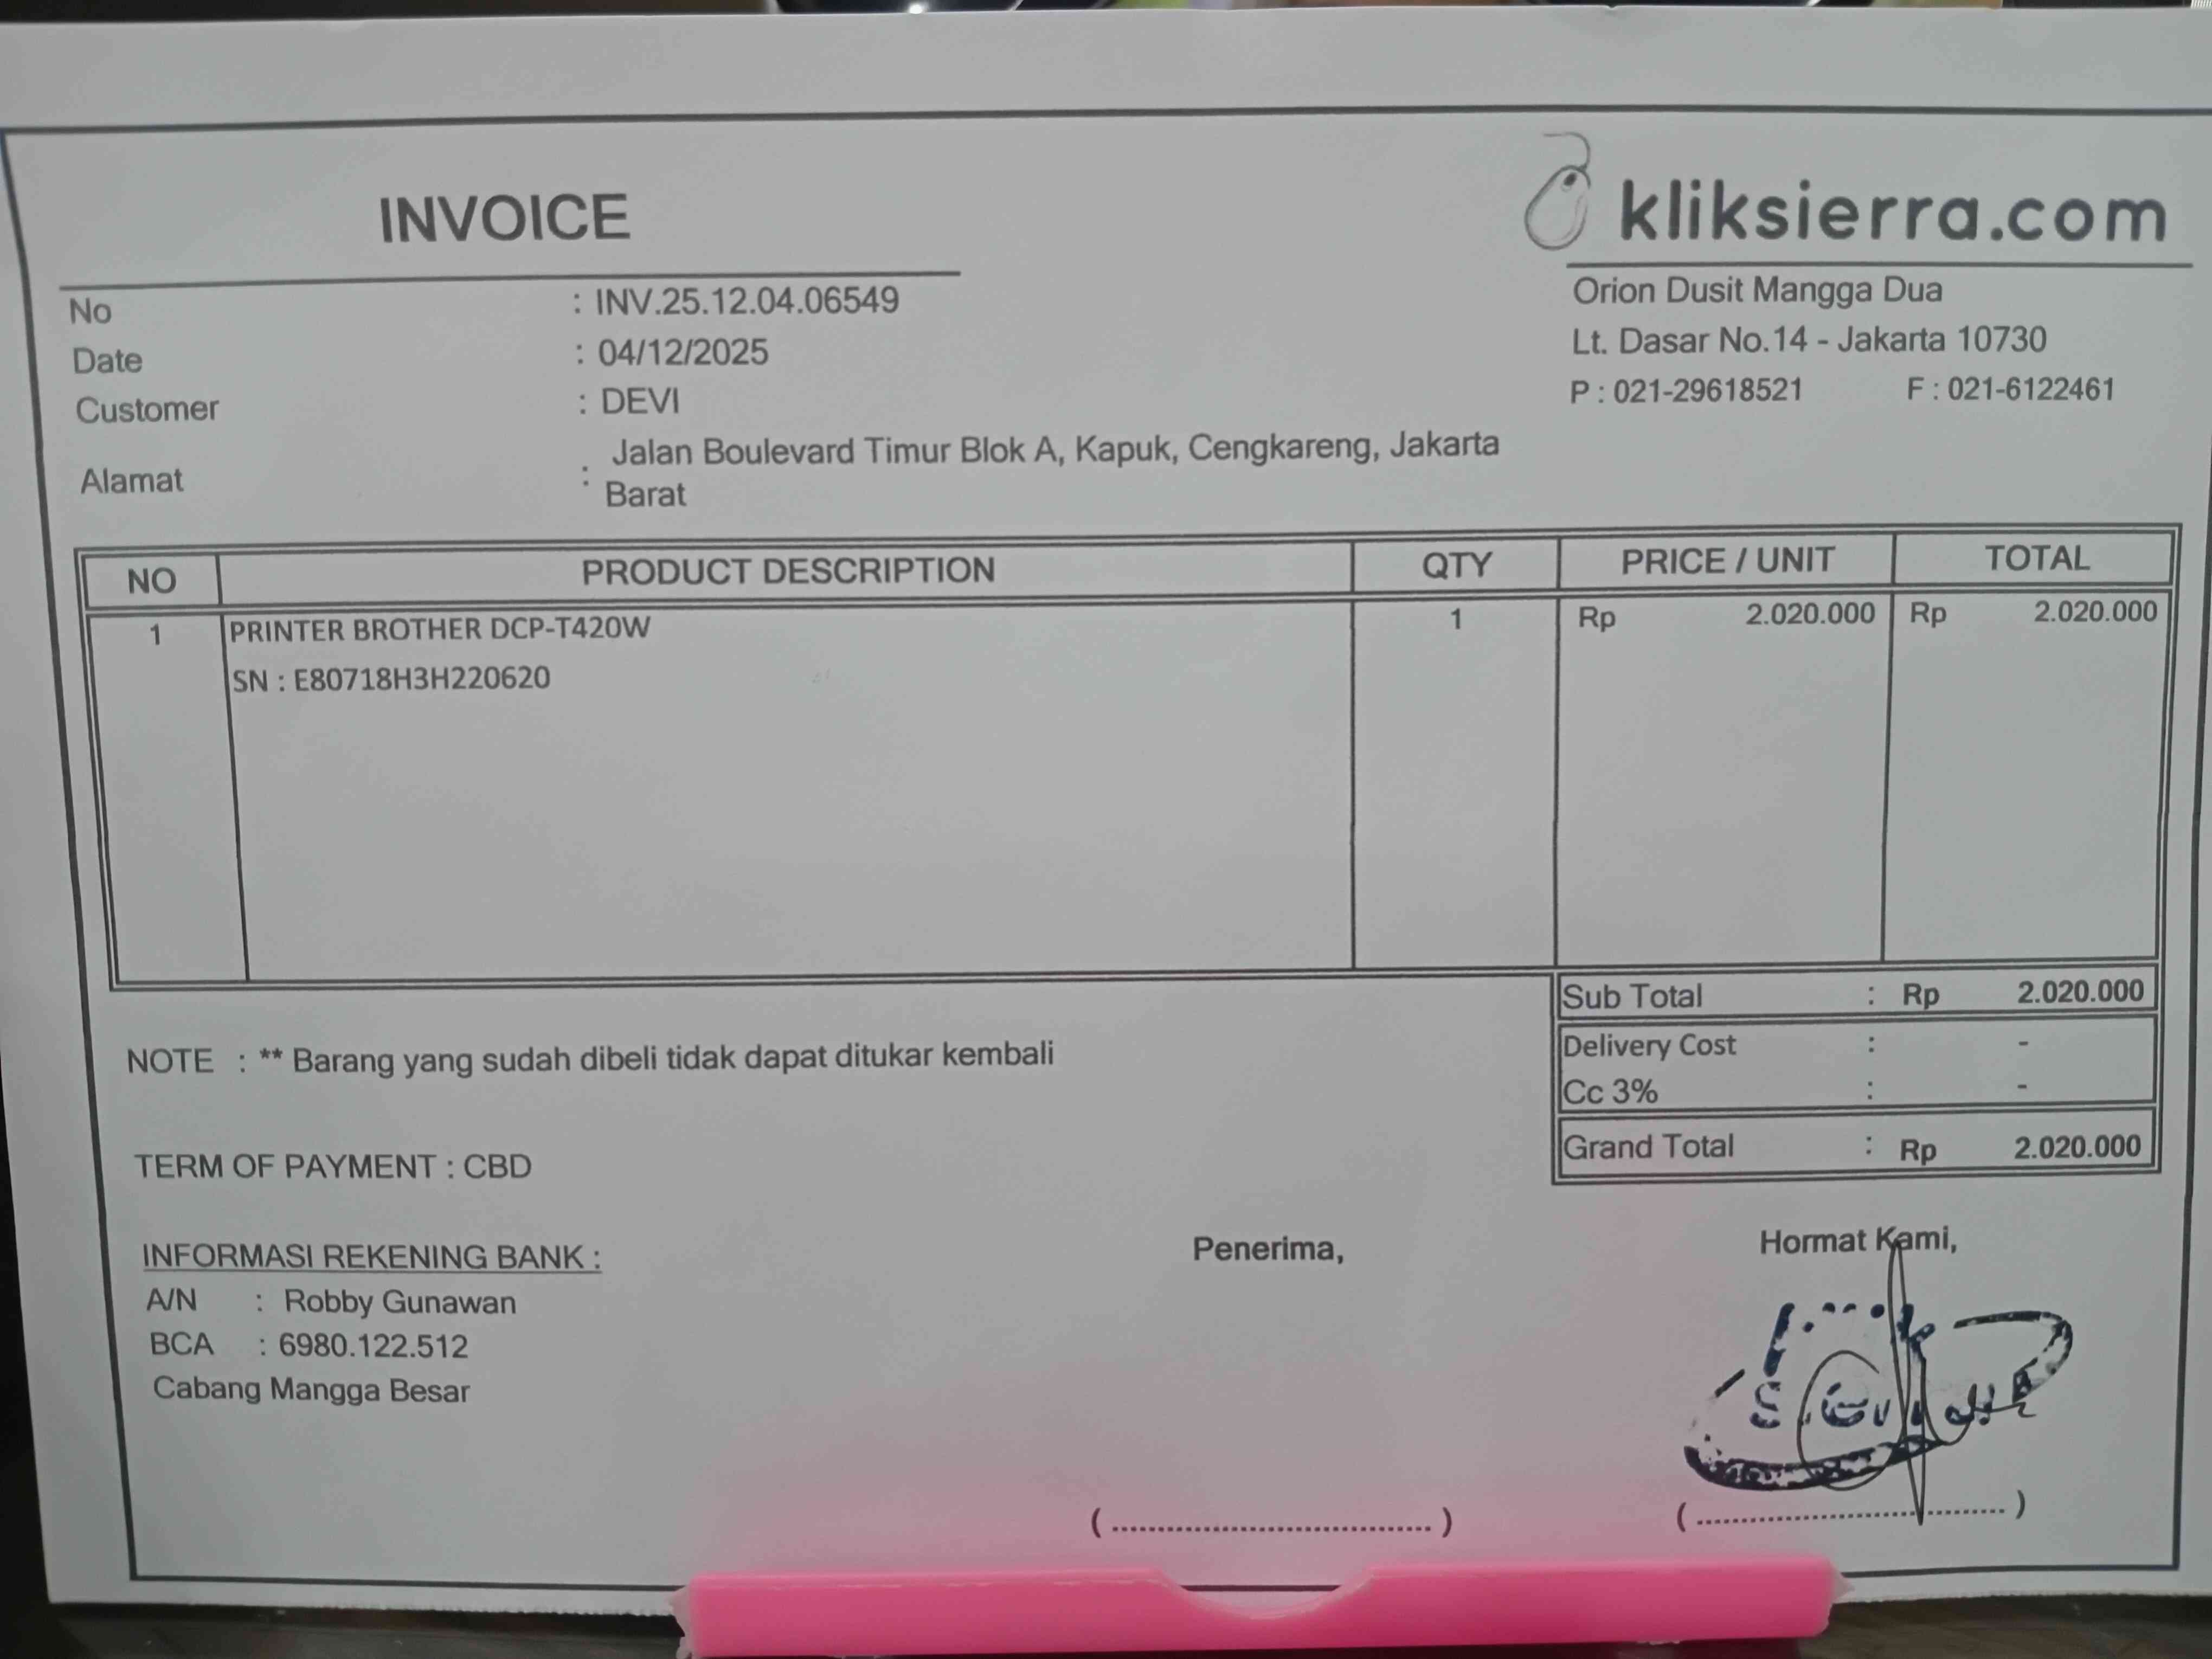 INVOICE
kliksierra.com
Orion Dusit Mangga Dua
Lt. Dasar No.14 - Jakarta 10730
P : 021-29618521 F : 021-6122461
No : INV.25.12.04.06549
Date : 04/12/2025
Customer : DEVI
Alamat : Jalan Boulevard Timur Blok A, Kapuk, Cengkareng, Jakarta
Barat
NO PRODUCT DESCRIPTION QTY PRICE / UNIT TOTAL
1 PRINTER BROTHER DCP-T420W 1 Rp 2.020.000 Rp 2.020.000
SN : E80718H3H220620
Sub Total : Rp 2.020.000
Delivery Cost : -
Cc 3% : -
Grand Total : Rp 2.020.000
NOTE : ** Barang yang sudah dibeli tidak dapat ditukar kembali
TERM OF PAYMENT : CBD
INFORMASI REKENING BANK :
A/N : Robby Gunawan
BCA : 6980.122.512
Cabang Mangga Besar
Penerima,
Hormat Kami,
( .................................... )
( .................................... )